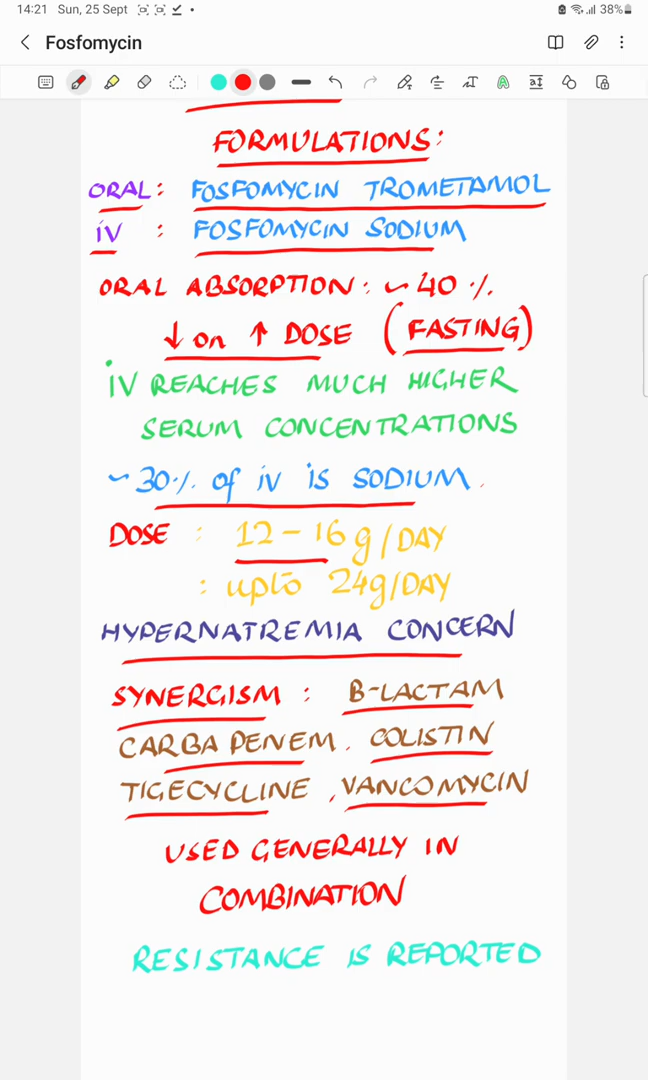 14:21 Sun, 25 Sept 38%
Fosfomycin
FORMULATIONS:
ORAL: FOSFOMYCIN TROMETAMOL
iV : FOSFOMYCIN SODIUM
ORAL ABSORPTION: ~ 40 %
↓ on ↑ DOSE (FASTING)
iV REACHES MUCH HIGHER
SERUM CONCENTRATIONS
~ 30% of iv is SODIUM.
DOSE : 12 - 16 g/DAY
: upto 24g/DAY
HYPERNATREMIA CONCERN
SYNERGISM : B-LACTAM
CARBAPENEM, COLISTIN
TIGECYCLINE, VANCOMYCIN
USED GENERALLY IN
COMBINATION
RESISTANCE IS REPORTED